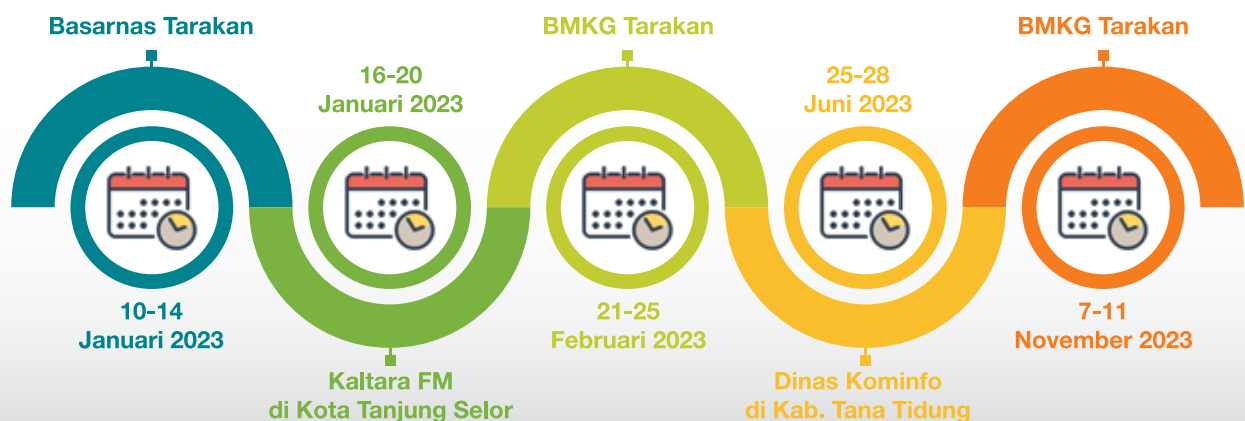 Basarnas Tarakan
10-14
Januari 2023
16-20
Januari 2023
Kaltara FM
di Kota Tanjung Selor
BMKG Tarakan
21-25
Februari 2023
25-28
Juni 2023
Dinas Kominfo
di Kab. Tana Tidung
BMKG Tarakan
7-11
November 2023